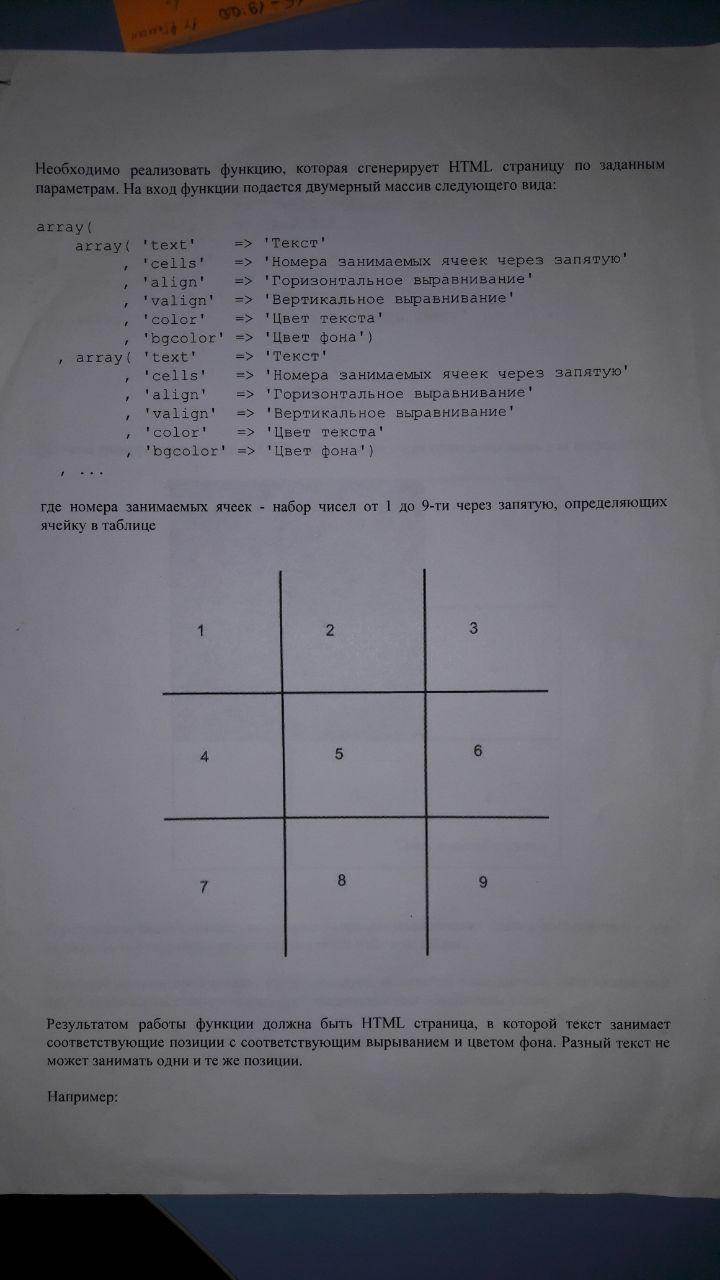 15 - 19:00
Необходимо реализовать функцию, которая сгенерирует HTML страницу по заданным
параметрам. На вход функции подается двумерный массив следующего вида:
array(
array( 'text' => 'Текст'
, 'cells' => 'Номера занимаемых ячеек через запятую'
, 'align' => 'Горизонтальное выравнивание'
, 'valign' => 'Вертикальное выравнивание'
, 'color' => 'Цвет текста'
, 'bgcolor' => 'Цвет фона')
, array( 'text' => 'Текст'
, 'cells' => 'Номера занимаемых ячеек через запятую'
, 'align' => 'Горизонтальное выравнивание'
, 'valign' => 'Вертикальное выравнивание'
, 'color' => 'Цвет текста'
, 'bgcolor' => 'Цвет фона')
, ...
где номера занимаемых ячеек - набор чисел от 1 до 9-ти через запятую, определяющих
ячейку в таблице
1 2 3
4 5 6
7 8 9
Результатом работы функции должна быть HTML страница, в которой текст занимает
соответствующие позиции с соответствующим вырыванием и цветом фона. Разный текст не
может занимать одни и те же позиции.
Например: